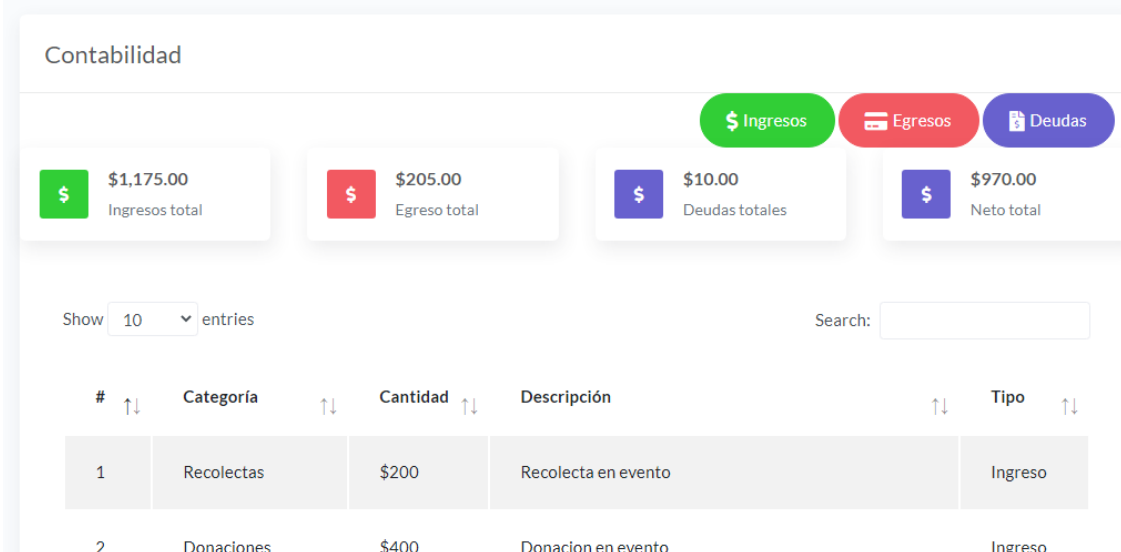 Contabilidad
$ Ingresos Egresos Deudas
$ $1,175.00 $ $205.00 $ $10.00 $ $970.00
Ingresos total Egreso total Deudas totales Neto total
Show 10 entries Search:
# Categoría Cantidad Descripción Tipo
1 Recolectas $200 Recolecta en evento Ingreso
2 Donaciones $400 Donacion en evento Ingreso